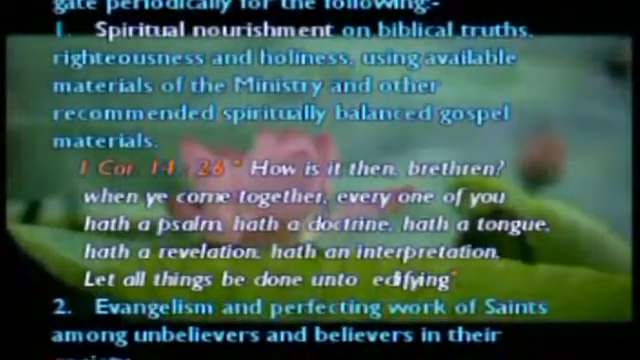 gate periodically for the following:-
1. Spiritual nourishment on biblical truths,
righteousness and holiness, using available
materials of the Ministry and other
recommended spiritually balanced gospel
materials.
1 Cor. 14 : 26 " How is it then, brethren?
when ye come together, every one of you
hath a psalm, hath a doctrine, hath a tongue,
hath a revelation, hath an interpretation.
Let all things be done unto edifying"
2. Evangelism and perfecting work of Saints
among unbelievers and believers in their